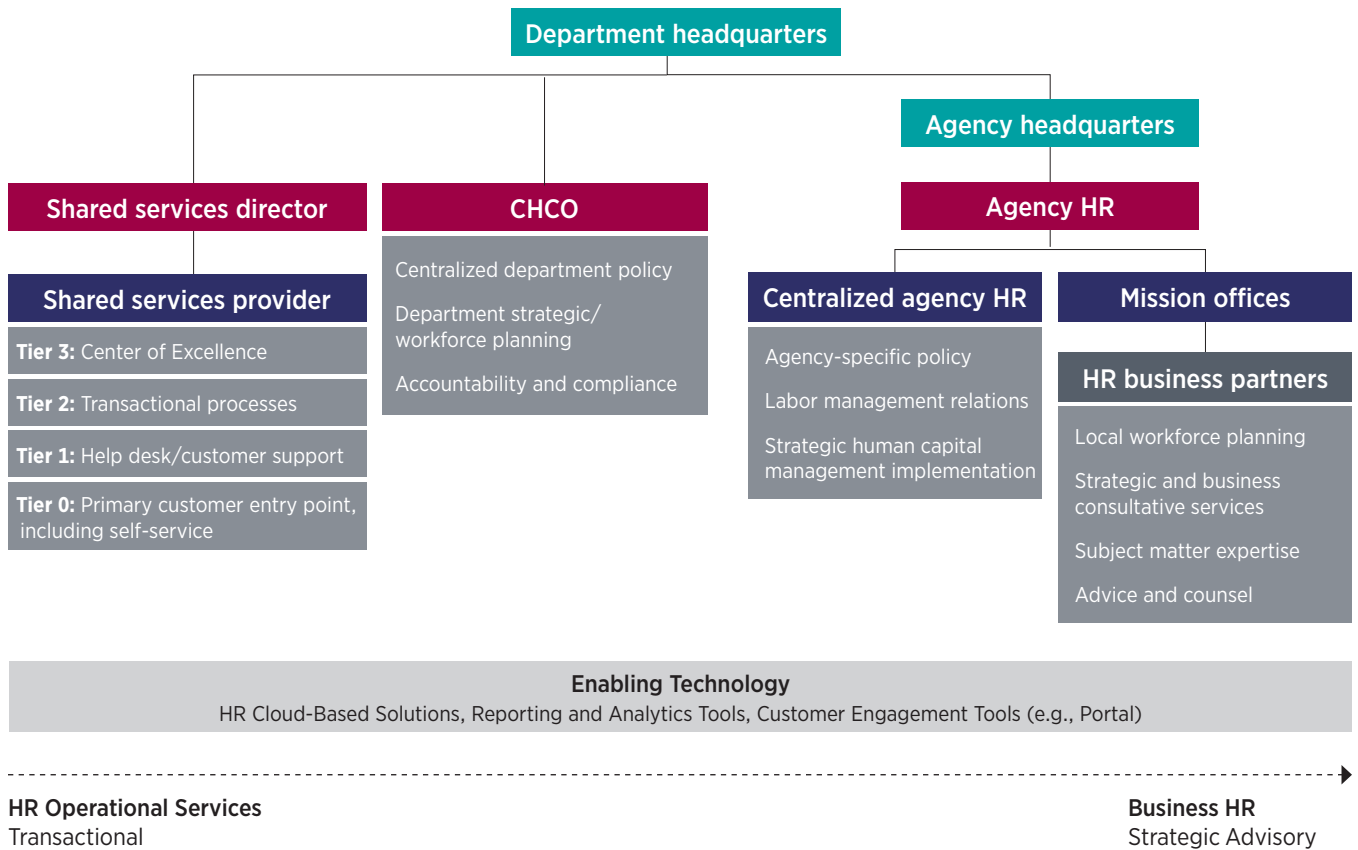 Department headquarters
Agency headquarters
Shared services director
CHCO
Agency HR
Centralized department policy
Department strategic/
workforce planning
Accountability and compliance
Shared services provider
Tier 3: Center of Excellence
Tier 2: Transactional processes
Tier 1: Help desk/customer support
Tier 0: Primary customer entry point,
including self-service
Centralized agency HR
Agency-specific policy
Labor management relations
Strategic human capital
management implementation
Mission offices
HR business partners
Local workforce planning
Strategic and business
consultative services
Subject matter expertise
Advice and counsel
Enabling Technology
HR Cloud-Based Solutions, Reporting and Analytics Tools, Customer Engagement Tools (e.g., Portal)
HR Operational Services
Transactional
Business HR
Strategic Advisory